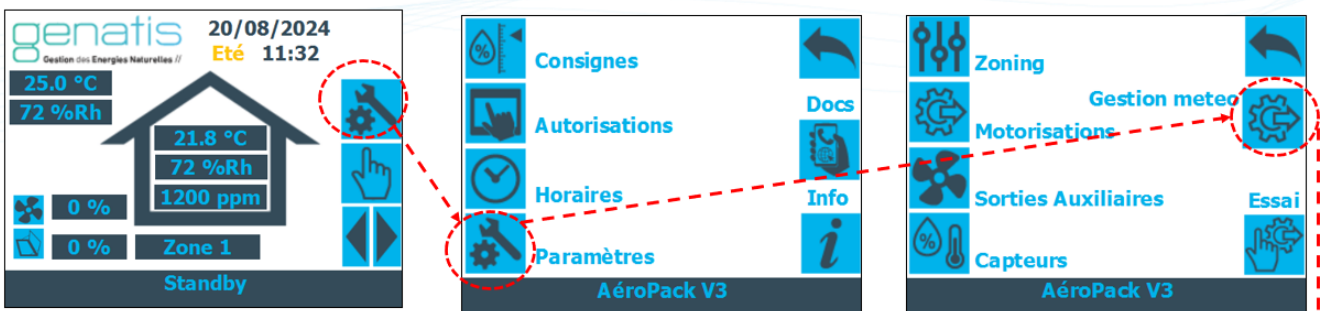 genatis
Gestion des Energies Naturelles //
20/08/2024
Eté 11:32
25.0 °C
72 %Rh
21.8 °C
72 %Rh
1200 ppm
0 %
0 %
Zone 1
Standby
%
Consignes
Autorisations
Docs
Horaires
Info
i
Paramètres
AéroPack V3
Zoning
Gestion meteo
Motorisations
Sorties Auxiliaires
Essai
%
Capteurs
AéroPack V3